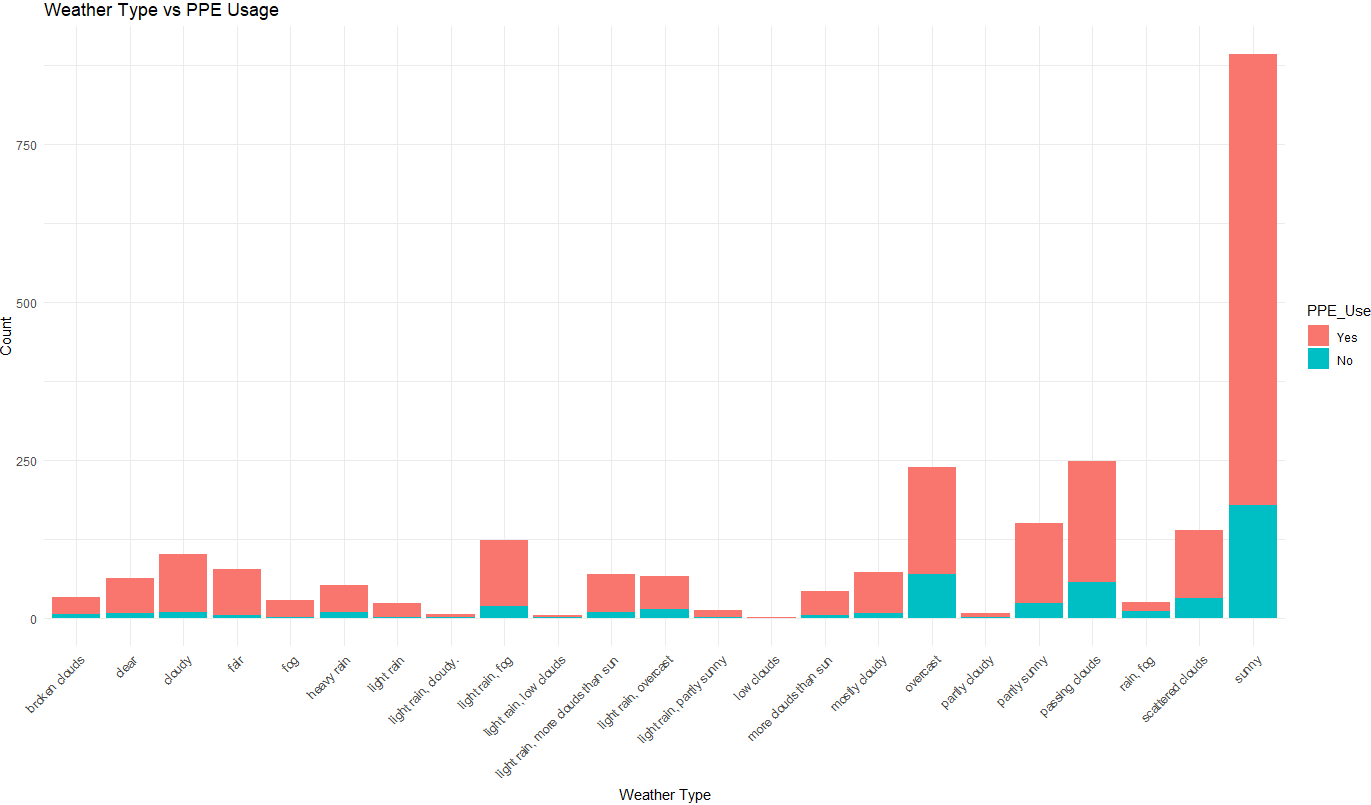 Weather Type vs PPE Usage
Count
750
500
250
0
broken clouds
clear
cloudy
fair
fog
heavy rain
light rain
light rain, cloudy.
light rain, fog
light rain, low clouds
light rain, more clouds than sun
light rain, overcast
light rain, partly sunny
low clouds
more clouds than sun
mostly cloudy
overcast
partly cloudy
partly sunny
passing clouds
rain, fog
scattered clouds
sunny
Weather Type
PPE_Use
Yes
No